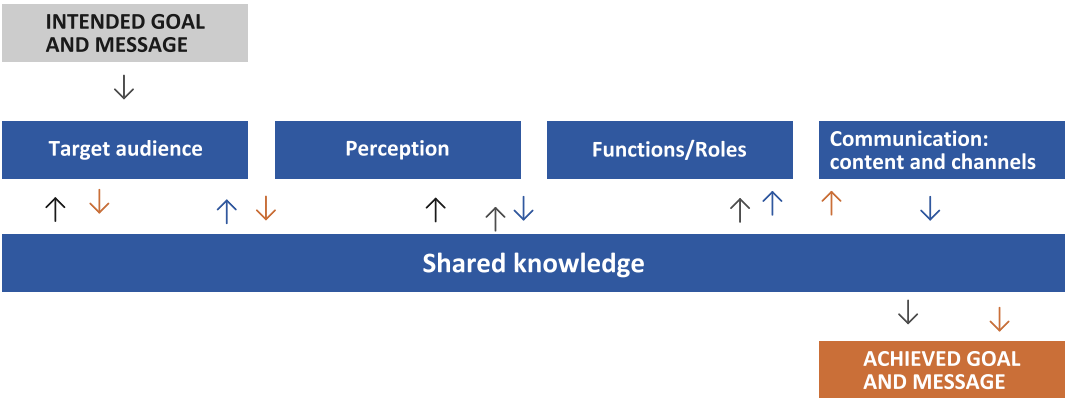 INTENDED GOAL
AND MESSAGE
Target audience
Perception
Functions/Roles
Communication:
content and channels
Shared knowledge
ACHIEVED GOAL
AND MESSAGE